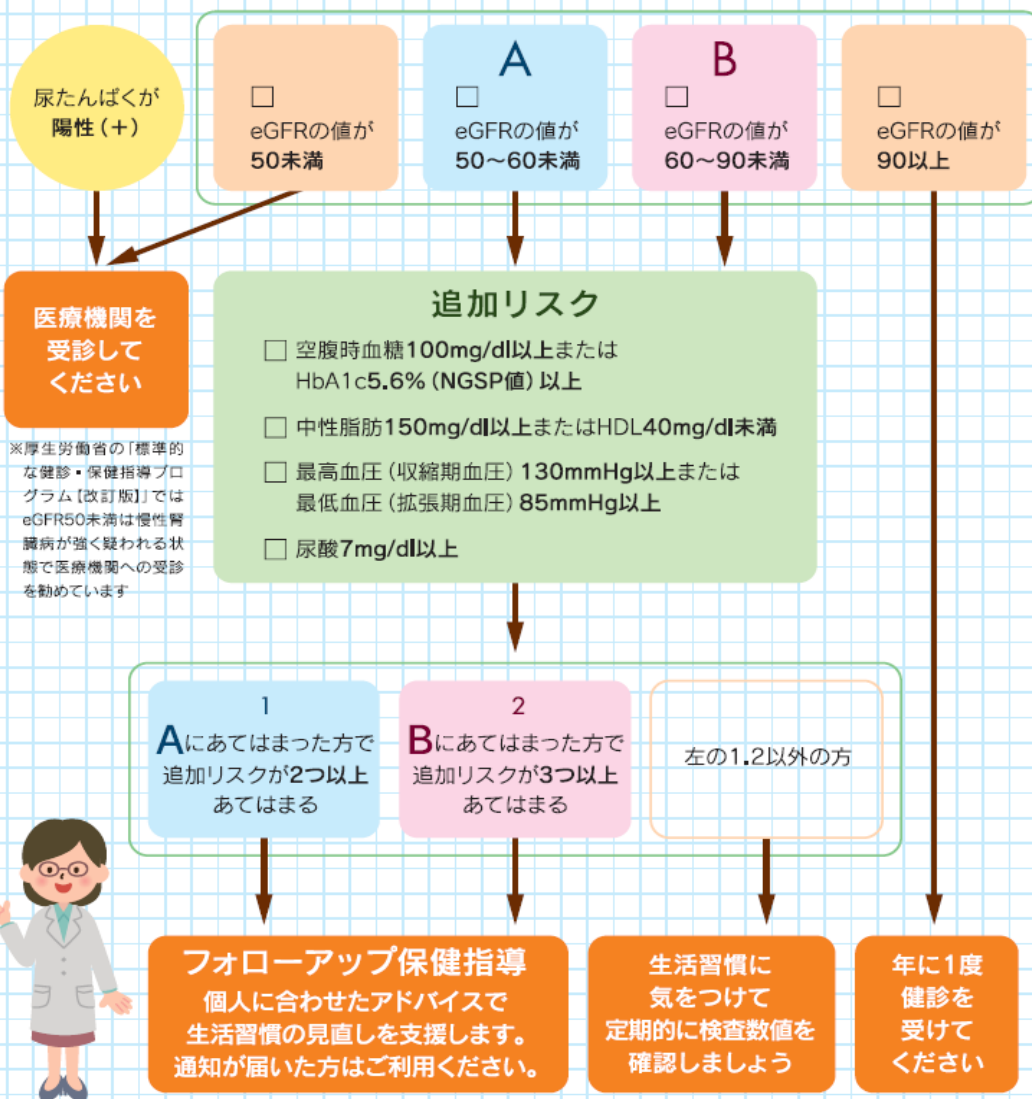 尿たんぱくが
陽性（+）
□
eGFRの値が
50未満
A
□
eGFRの値が
50～60未満
B
□
eGFRの値が
60～90未満
□
eGFRの値が
90以上
医療機関を
受診して
ください
※厚生労働省の「標準的
な健診・保健指導プロ
グラム【改訂版】」では
eGFR50未満は慢性腎
臓病が強く疑われる状
態で医療機関への受診
を勧めています
追加リスク
□ 空腹時血糖100mg/dl以上または
HbA1c5.6%（NGSP値）以上
□ 中性脂肪150mg/dl以上またはHDL40mg/dl未満
□ 最高血圧（収縮期血圧）130mmHg以上または
最低血圧（拡張期血圧）85mmHg以上
□ 尿酸7mg/dl以上
1
Aにあてはまった方で
追加リスクが2つ以上
あてはまる
2
Bにあてはまった方で
追加リスクが3つ以上
あてはまる
左の1.2以外の方
フォローアップ保健指導
個人に合わせたアドバイスで
生活習慣の見直しを支援します。
通知が届いた方はご利用ください。
生活習慣に
気をつけて
定期的に検査数値を
確認しましょう
年に1度
健診を
受けて
ください